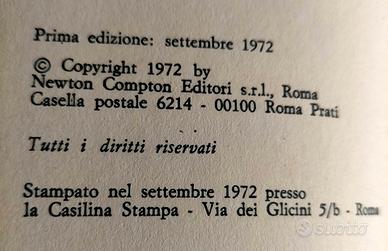 Prima edizione: settembre 1972
© Copyright 1972 by
Newton Compton Editori s.r.l., Roma
Casella postale 6214 - 00100 Roma Prati
Tutti i diritti riservati
Stampato nel settembre 1972 presso
la Casilina Stampa - Via dei Glicini 5/b - Roma
subito